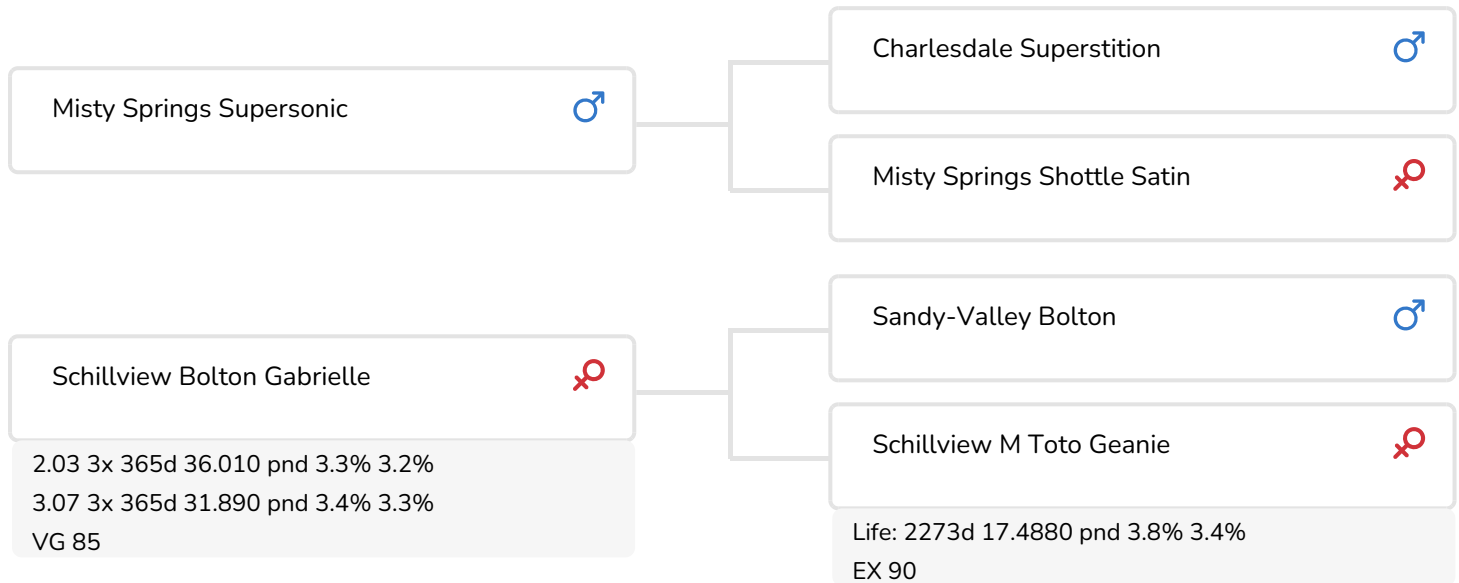 Misty Springs Supersonic
Charlesdale Superstition
Misty Springs Shottle Satin
Schillview Bolton Gabrielle
2.03 3x 365d 36.010 pnd 3.3% 3.2%
3.07 3x 365d 31.890 pnd 3.4% 3.3%
VG 85
Sandy-Valley Bolton
Schillview M Toto Geanie
Life: 2273d 17.4880 pnd 3.8% 3.4%
EX 90